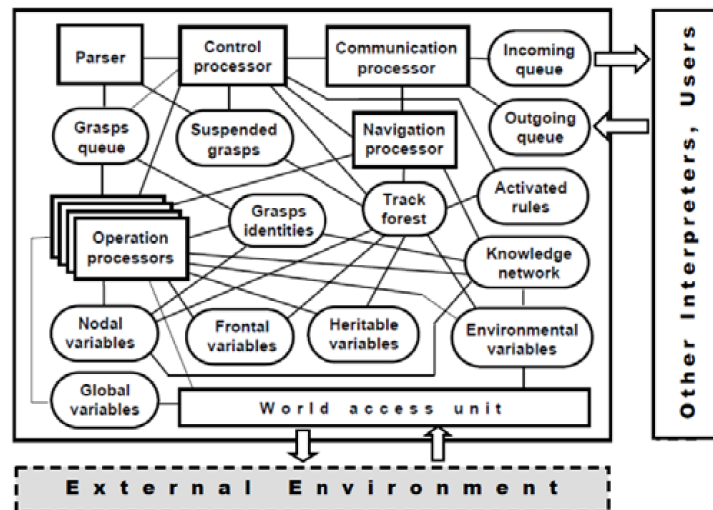 Parser
Control
processor
Communication
processor
Incoming
queue
Grasps
queue
Suspended
grasps
Navigation
processor
Outgoing
queue
Operation
processors
Grasps
identities
Track
forest
Activated
rules
Knowledge
network
Nodal
variables
Frontal
variables
Heritable
variables
Environmental
variables
Global
variables
World access unit
External Environment
Other Interpreters, Users